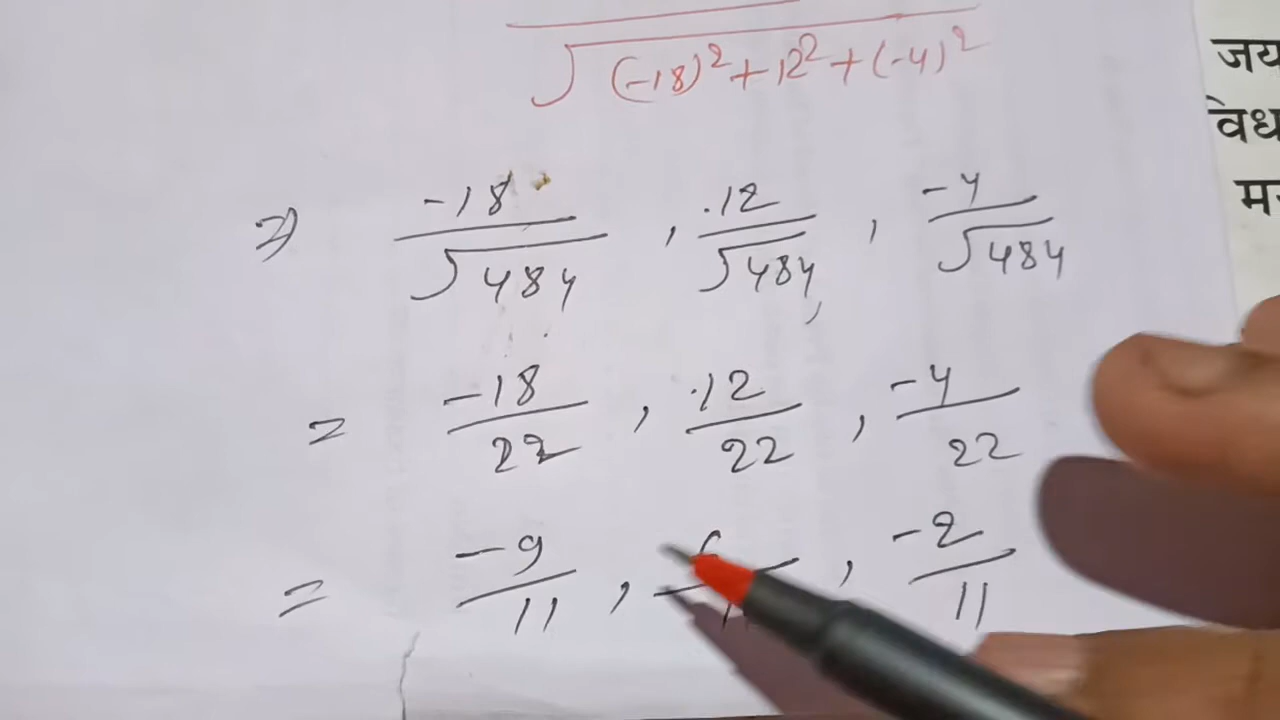 √(-18)²+12²+(-4)²
⇒ -18/√484 , 12/√484 , -4/√484
= -18/22 , 12/22 , -4/22
= -9/11 , , -2/11